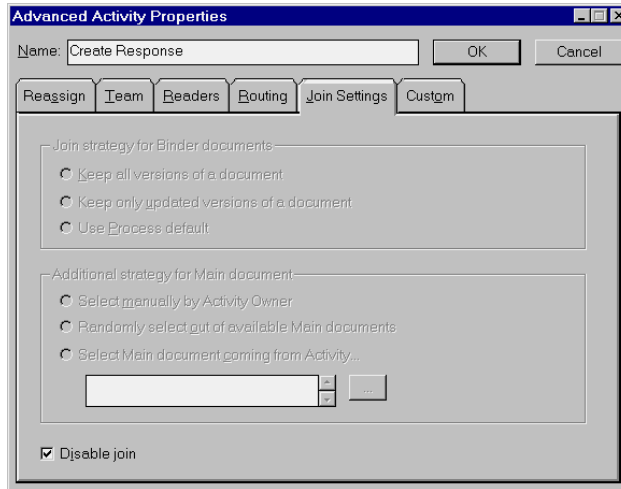 Advanced Activity Properties
Name: Create Response OK Cancel
Reassign Team Readers Routing Join Settings Custom
Join strategy for Binder documents
Keep all versions of a document
Keep only updated versions of a document
Use Process default
Additional strategy for Main document
Select manually by Activity Owner
Randomly select out of available Main documents
Select Main document coming from Activity...
...
Disable join